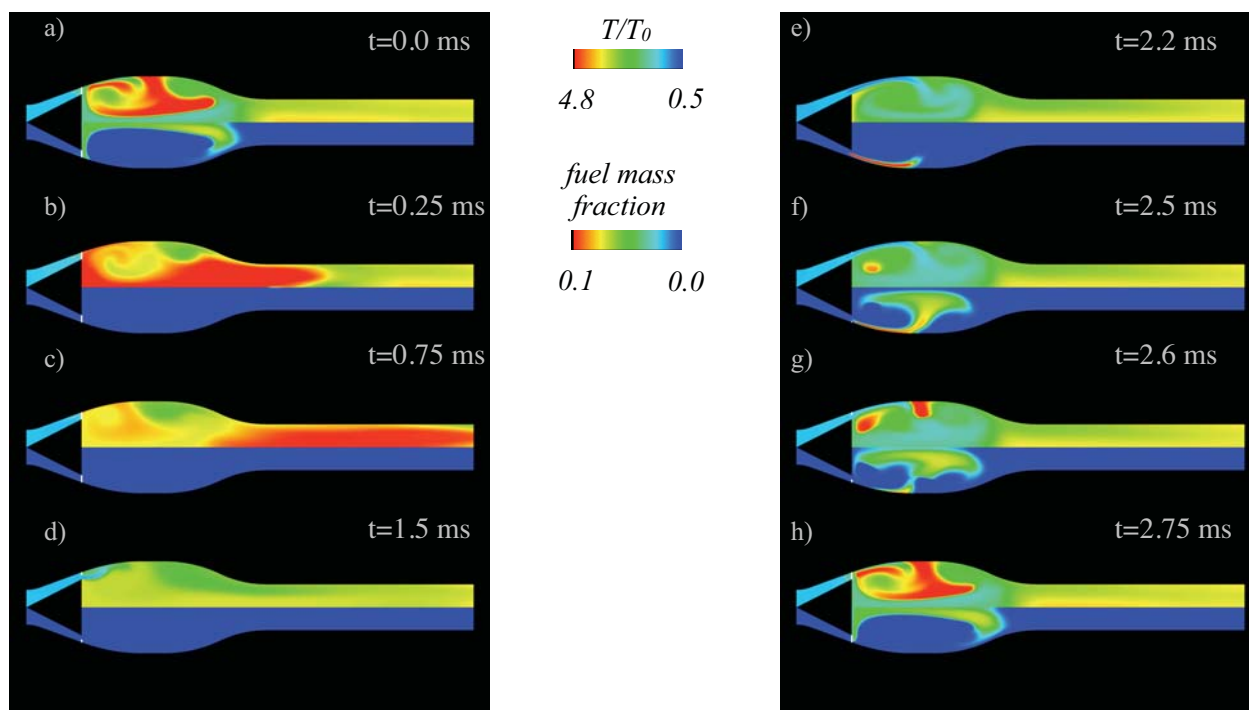 a)
t=0.0 ms
b)
t=0.25 ms
c)
t=0.75 ms
d)
t=1.5 ms
T/T₀
4.8 0.5
fuel mass
fraction
0.1 0.0
e)
t=2.2 ms
f)
t=2.5 ms
g)
t=2.6 ms
h)
t=2.75 ms